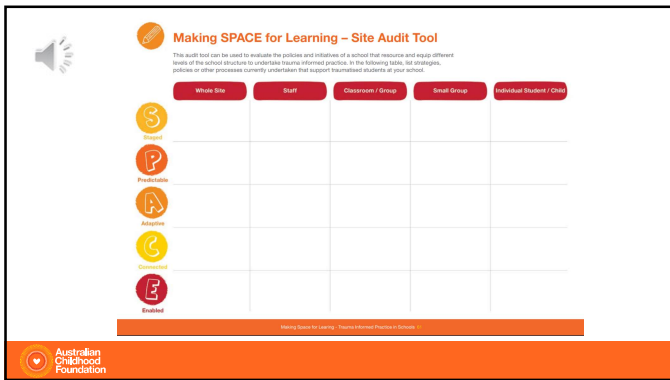 Making SPACE for Learning – Site Audit Tool
This audit tool can be used to evaluate the policies and initiatives of a school that resource and equip different
levels of the school structure to undertake trauma informed practice. In the following table, list strategies,
policies or other processes currently undertaken that support traumatised students at your school.
Whole Site
Staff
Classroom / Group
Small Group
Individual Student / Child
S
Staged
P
Predictable
A
Adaptive
C
Connected
E
Enabled
Making Space for Learning - Trauma Informed Practice in Schools
Australian
Childhood
Foundation